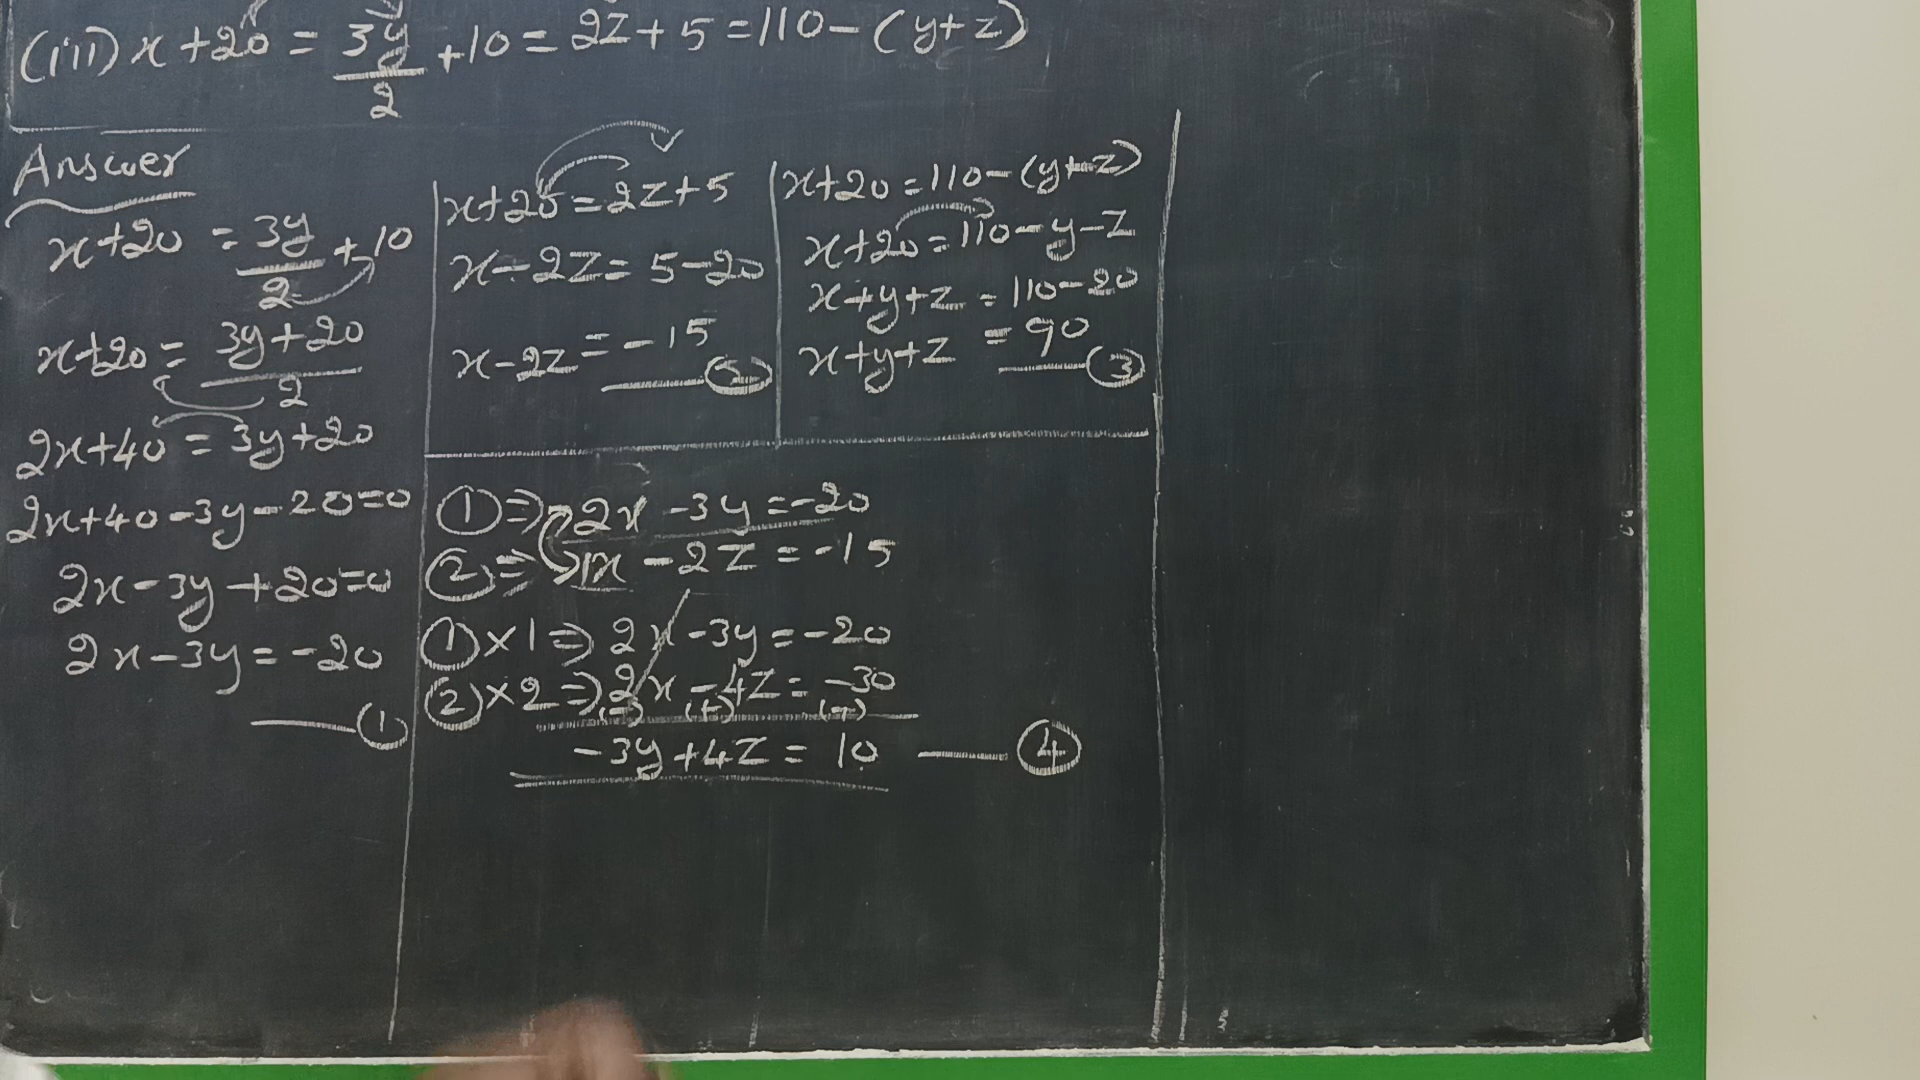 (iii) x+20 = 3y/2 +10 = 2z+5 = 110-(y+z)
Answer
x+20 = 3y/2 +10
x+20 = 3y+20/2
2x+40 = 3y+20
2x+40-3y-20=0
2x-3y+20=0
2x-3y=-20
①
x+20=2z+5
x-2z=5-20
x-2z=-15
②
x+20=110-(y+z)
x+20=110-y-z
x+y+z=110-20
x+y+z=90
③
①⇒ 2x-3y=-20
②⇒ 1x-2z=-15
①×1⇒ 2x-3y=-20
②×2⇒ 2x-4z=-30
(-) (+) (+)
-3y+4z=10 ④